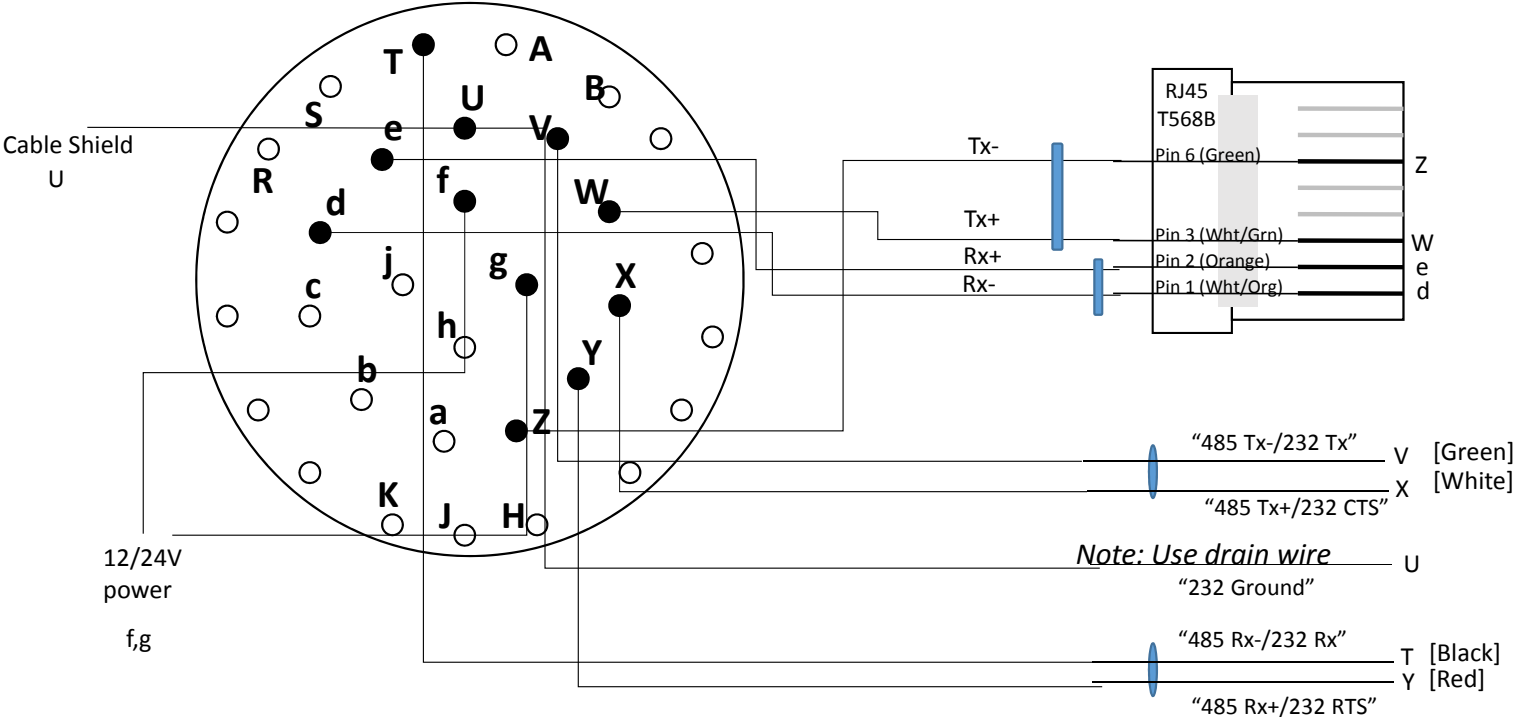 T
A
S
B
U
V
e
Cable Shield
U
R
f
W
d
j
g
X
c
h
Y
b
a
Z
K
J
H
12/24V
power
f,g
Tx-
Tx+
Rx+
Rx-
RJ45
T568B
Pin 6 (Green)
Z
Pin 3 (Wht/Grn)
W
Pin 2 (Orange)
e
Pin 1 (Wht/Org)
d
“485 Tx-/232 Tx”
V [Green]
X [White]
“485 Tx+/232 CTS”
Note: Use drain wire
U
“232 Ground”
“485 Rx-/232 Rx”
T [Black]
Y [Red]
“485 Rx+/232 RTS”